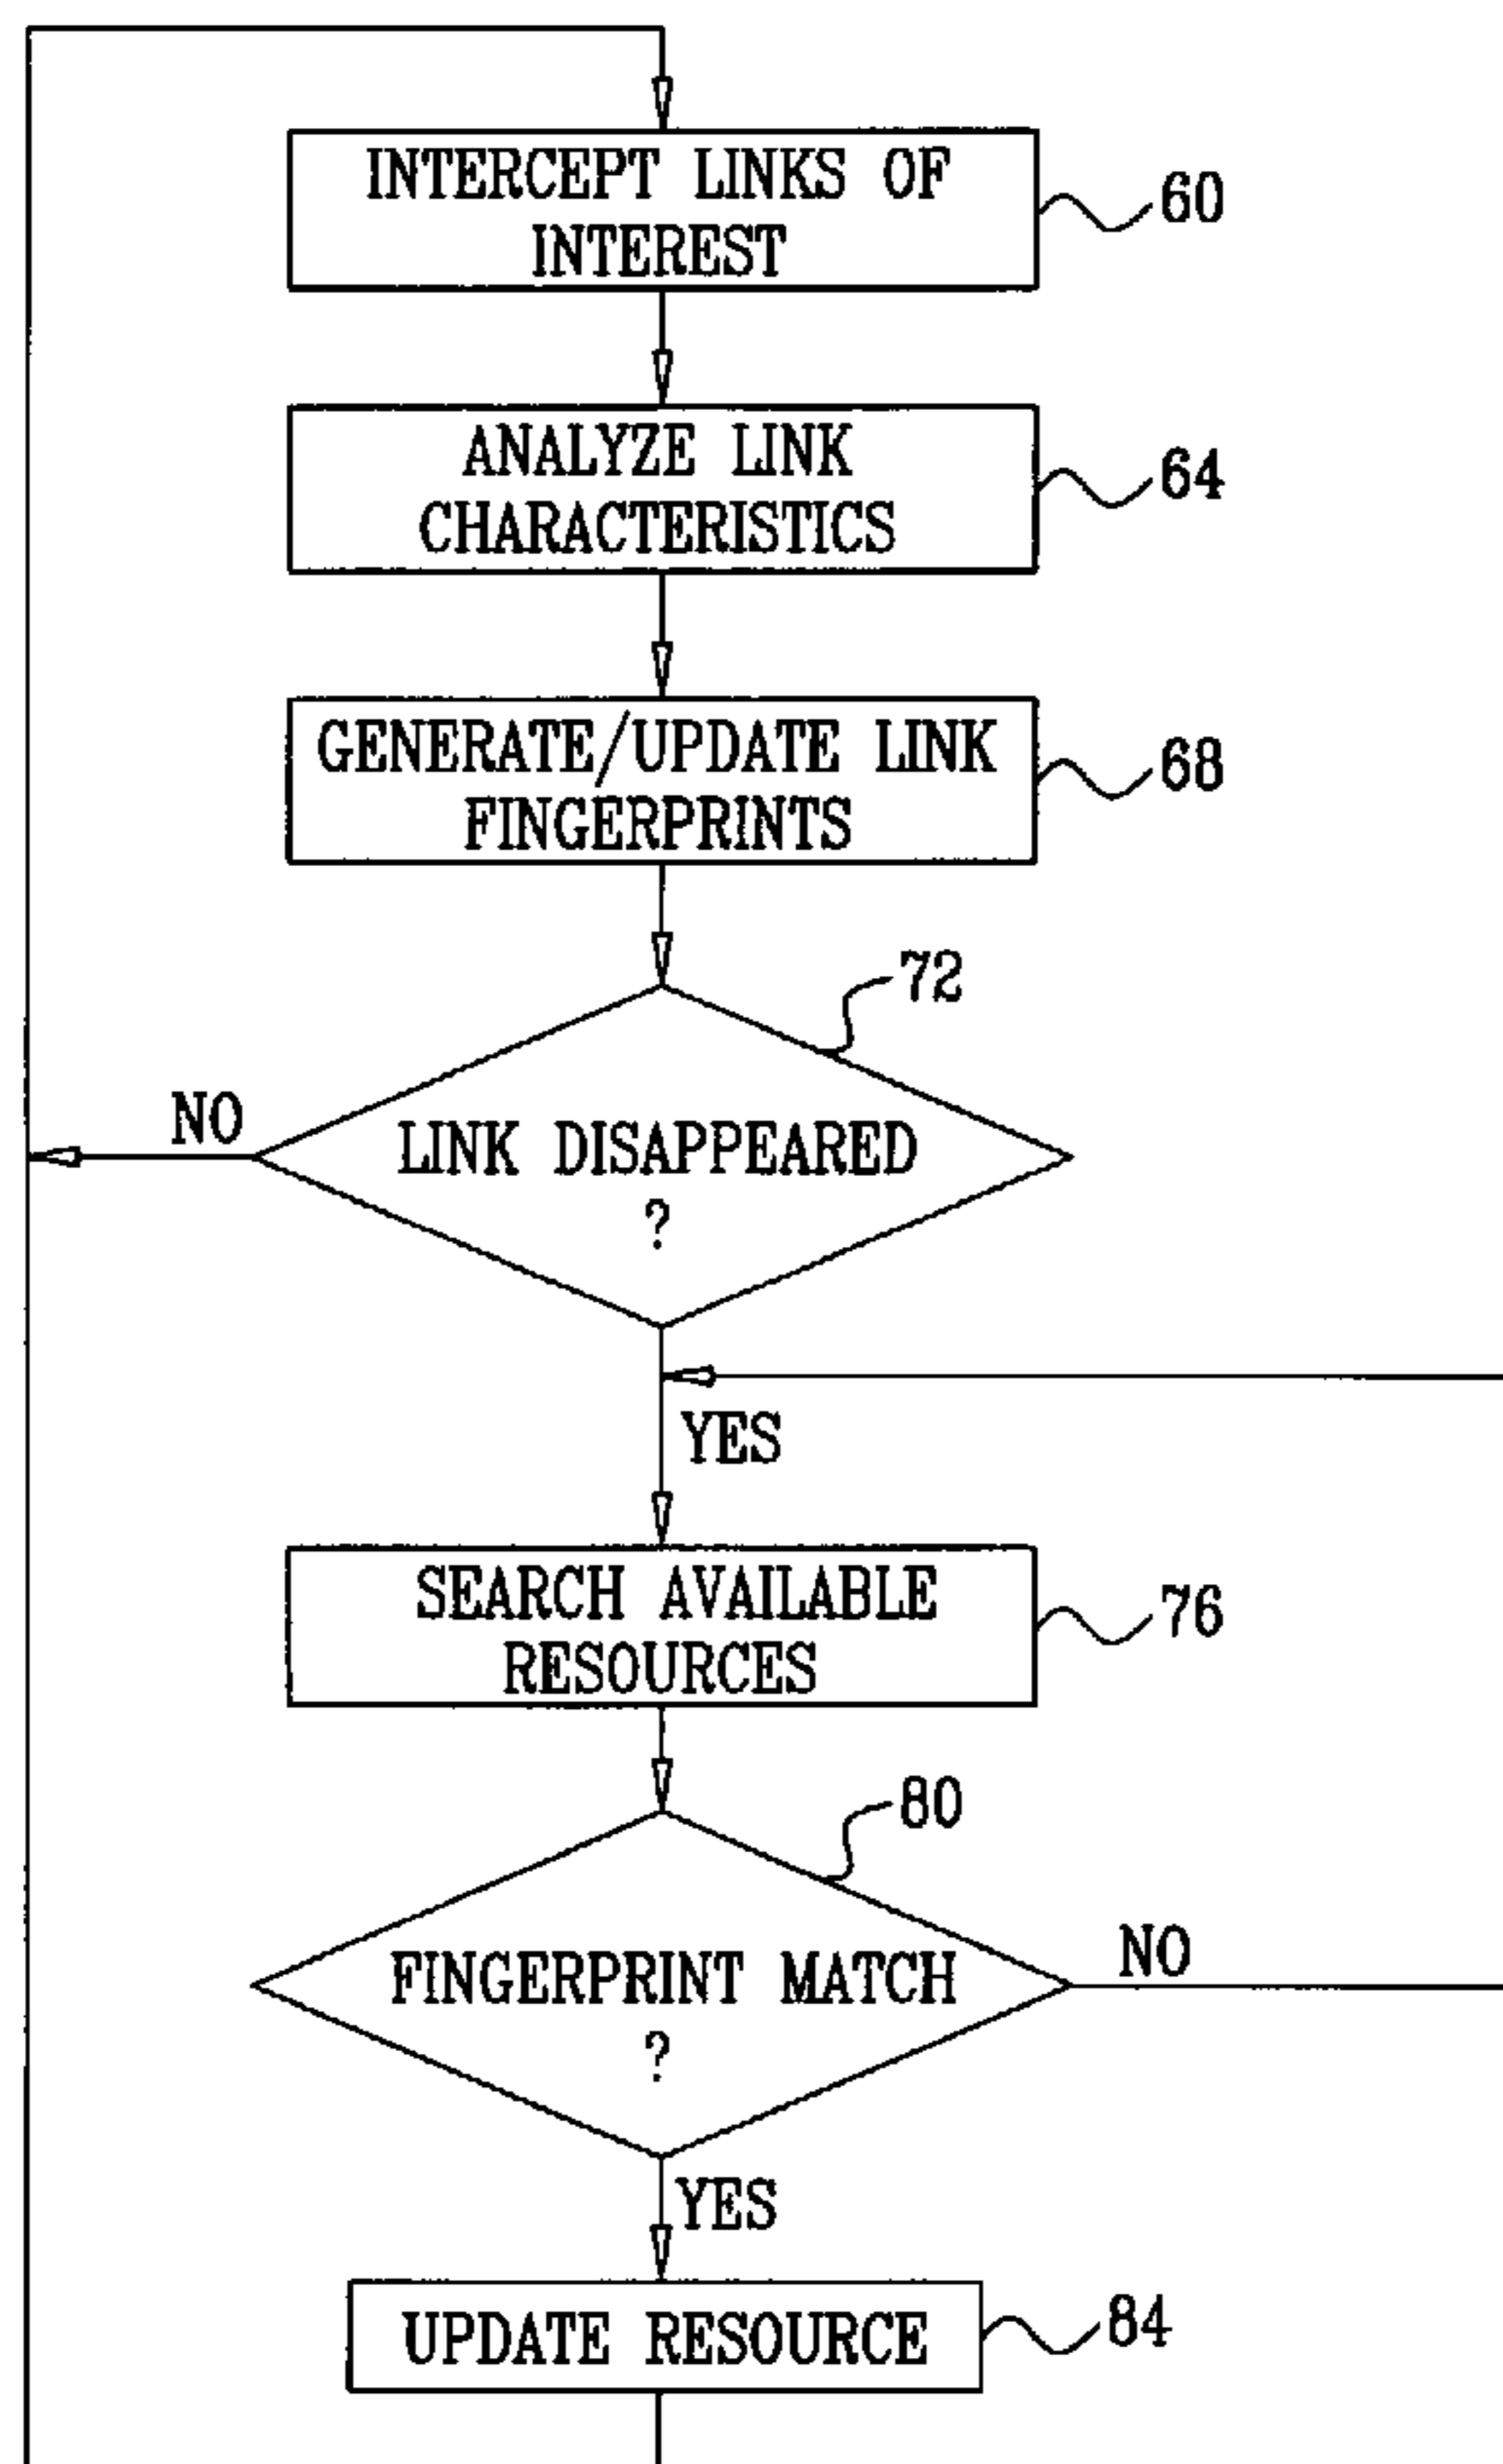 INTERCEPT LINKS OF
INTEREST
60
ANALYZE LINK
CHARACTERISTICS
64
GENERATE/UPDATE LINK
FINGERPRINTS
68
72
NO
LINK DISAPPEARED
?
YES
SEARCH AVAILABLE
RESOURCES
76
80
FINGERPRINT MATCH
?
NO
YES
UPDATE RESOURCE
84